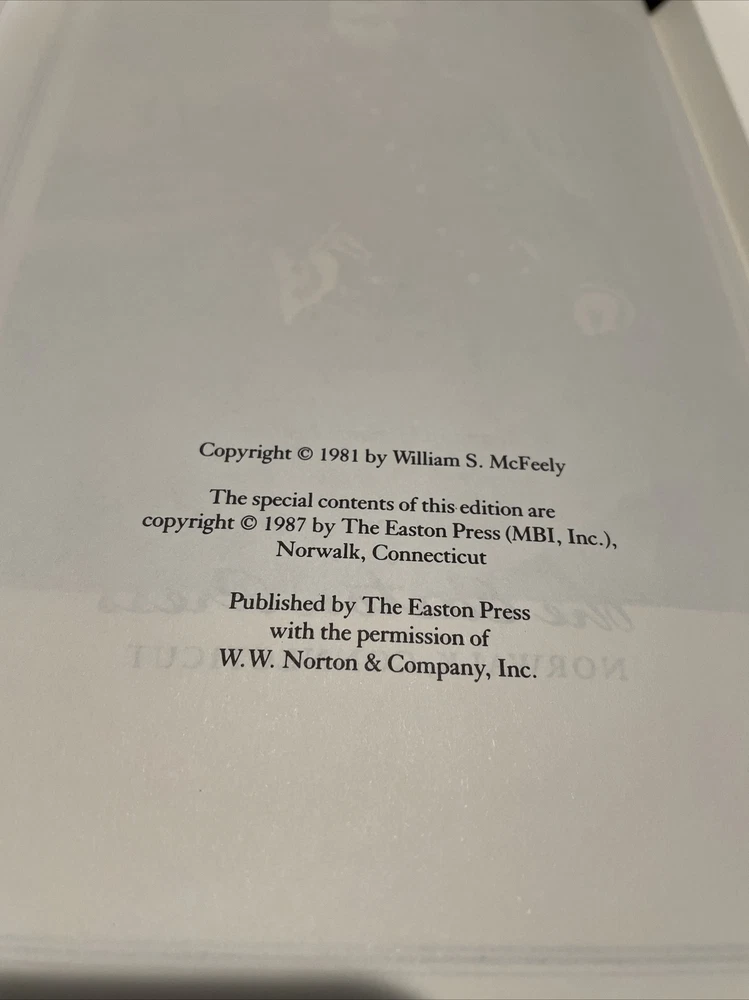 Copyright © 1981 by William S. McFeely
The special contents of this edition are
copyright © 1987 by The Easton Press (MBI, Inc.),
Norwalk, Connecticut
Published by The Easton Press
with the permission of
W.W. Norton & Company, Inc.